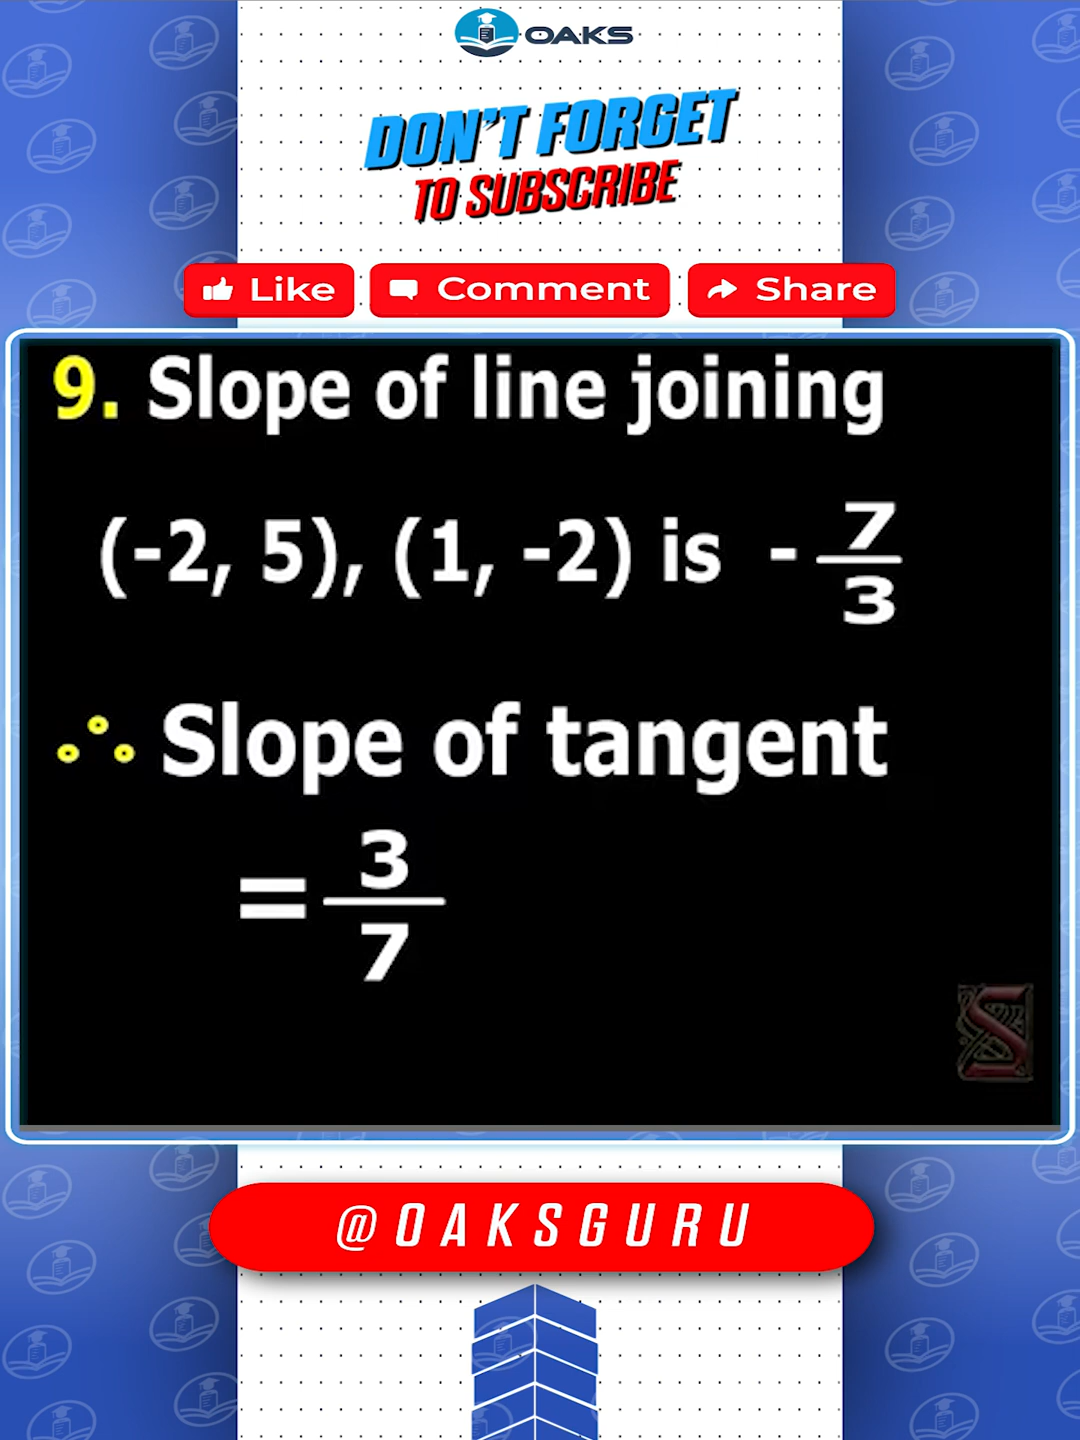 OAKS
DON'T FORGET
TO SUBSCRIBE
Like Comment Share
9. Slope of line joining
(-2, 5), (1, -2) is - 7/3
∴ Slope of tangent
= 3/7
S
@OAKSGURU